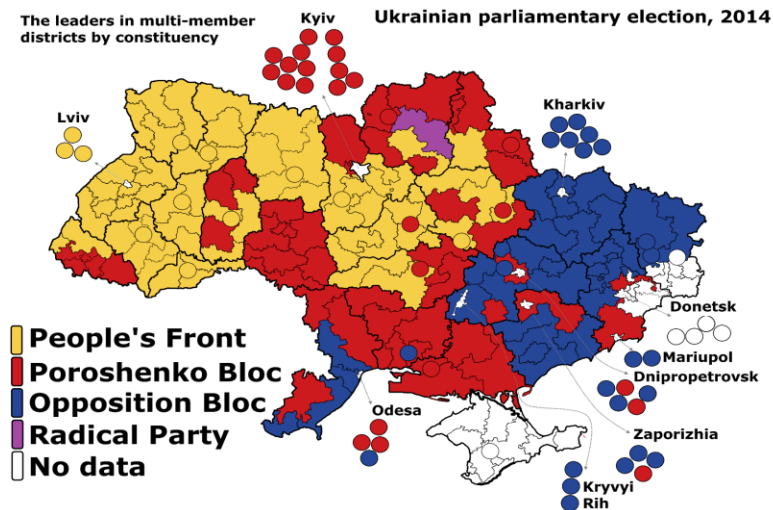 The leaders in multi-member
districts by constituency
Ukrainian parliamentary election, 2014
Kyiv
Lviv
Kharkiv
Donetsk
Mariupol
Dnipropetrovsk
Zaporizhia
Odesa
Kryvyi
Rih
People's Front
Poroshenko Bloc
Opposition Bloc
Radical Party
No data